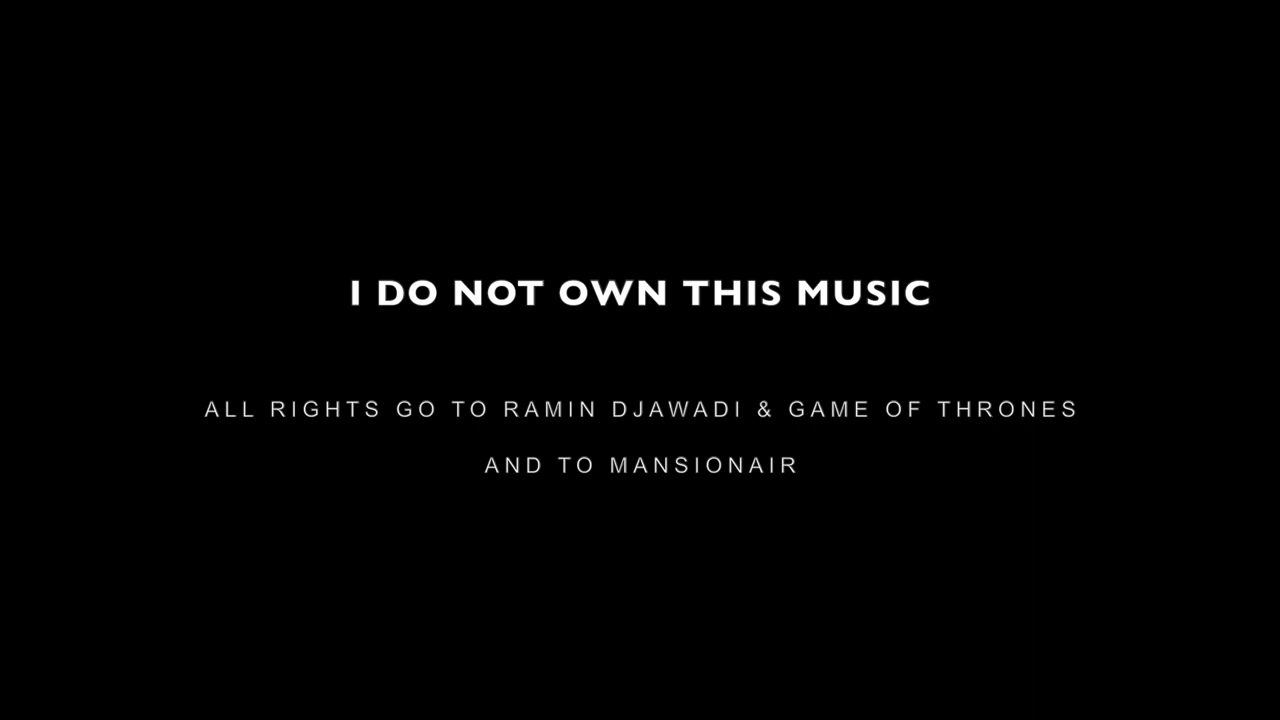 I DO NOT OWN THIS MUSIC
ALL RIGHTS GO TO RAMIN DJAWADI & GAME OF THRONES
AND TO MANSIONAIR